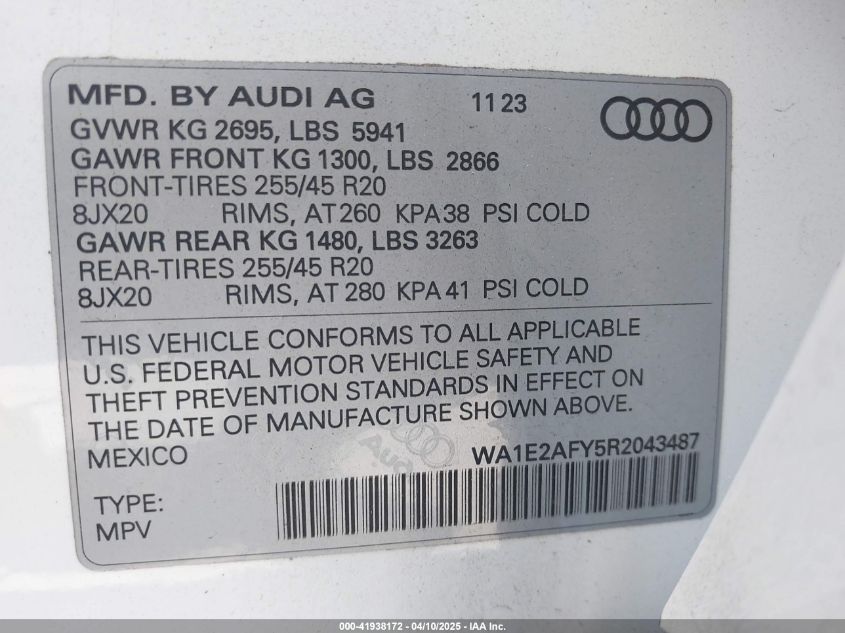 MFD. BY AUDI AG 11 23
GVWR KG 2695, LBS 5941
GAWR FRONT KG 1300, LBS 2866
FRONT-TIRES 255/45 R20
8JX20 RIMS, AT 260 KPA 38 PSI COLD
GAWR REAR KG 1480, LBS 3263
REAR-TIRES 255/45 R20
8JX20 RIMS, AT 280 KPA 41 PSI COLD
THIS VEHICLE CONFORMS TO ALL APPLICABLE
U.S. FEDERAL MOTOR VEHICLE SAFETY AND
THEFT PREVENTION STANDARDS IN EFFECT ON
THE DATE OF MANUFACTURE SHOWN ABOVE.
MEXICO WA1E2AFY5R2043487
Audi
TYPE:
MPV
000-41938172 - 04/10/2025 - IAA Inc.